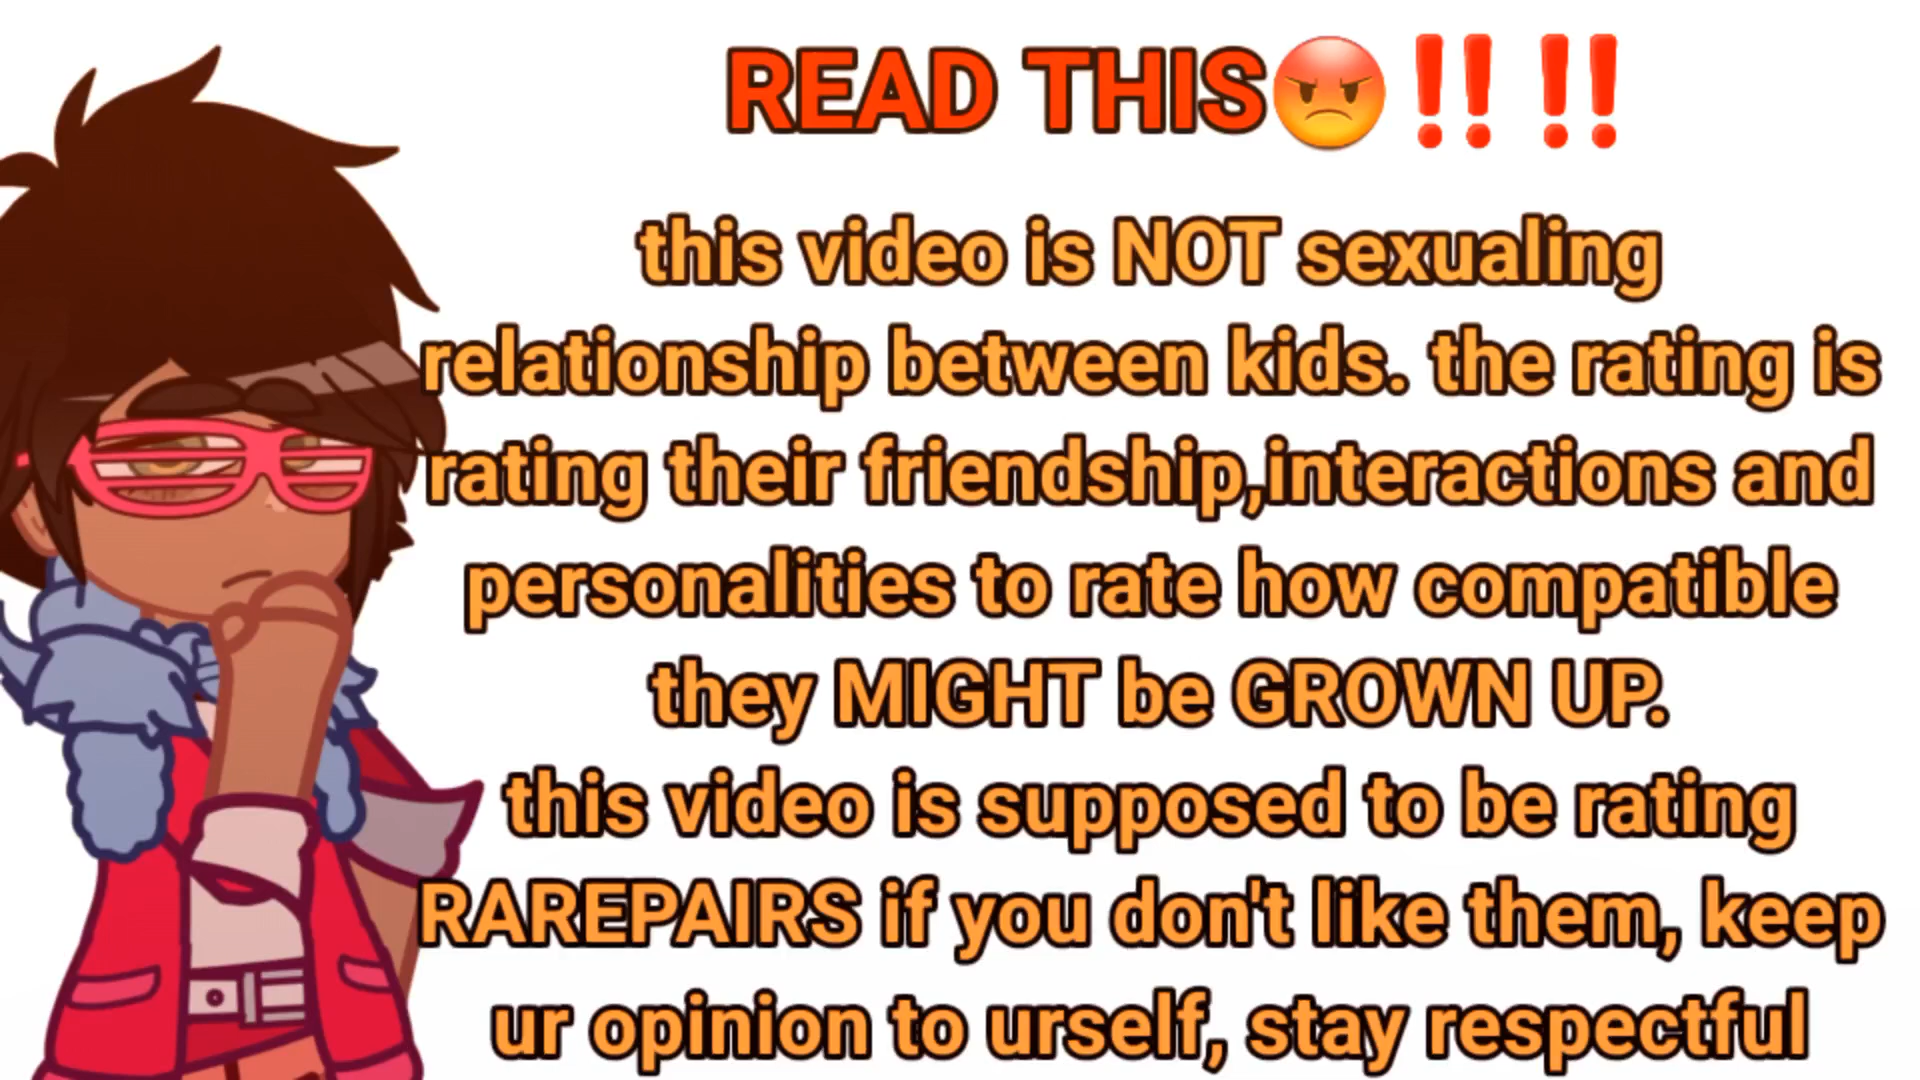 READ THIS😡‼️‼️
this video is NOT sexualing
relationship between kids. the rating is
rating their friendship,interactions and
personalities to rate how compatible
they MIGHT be GROWN UP.
this video is supposed to be rating
RAREPAIRS if you don't like them, keep
ur opinion to urself, stay respectful